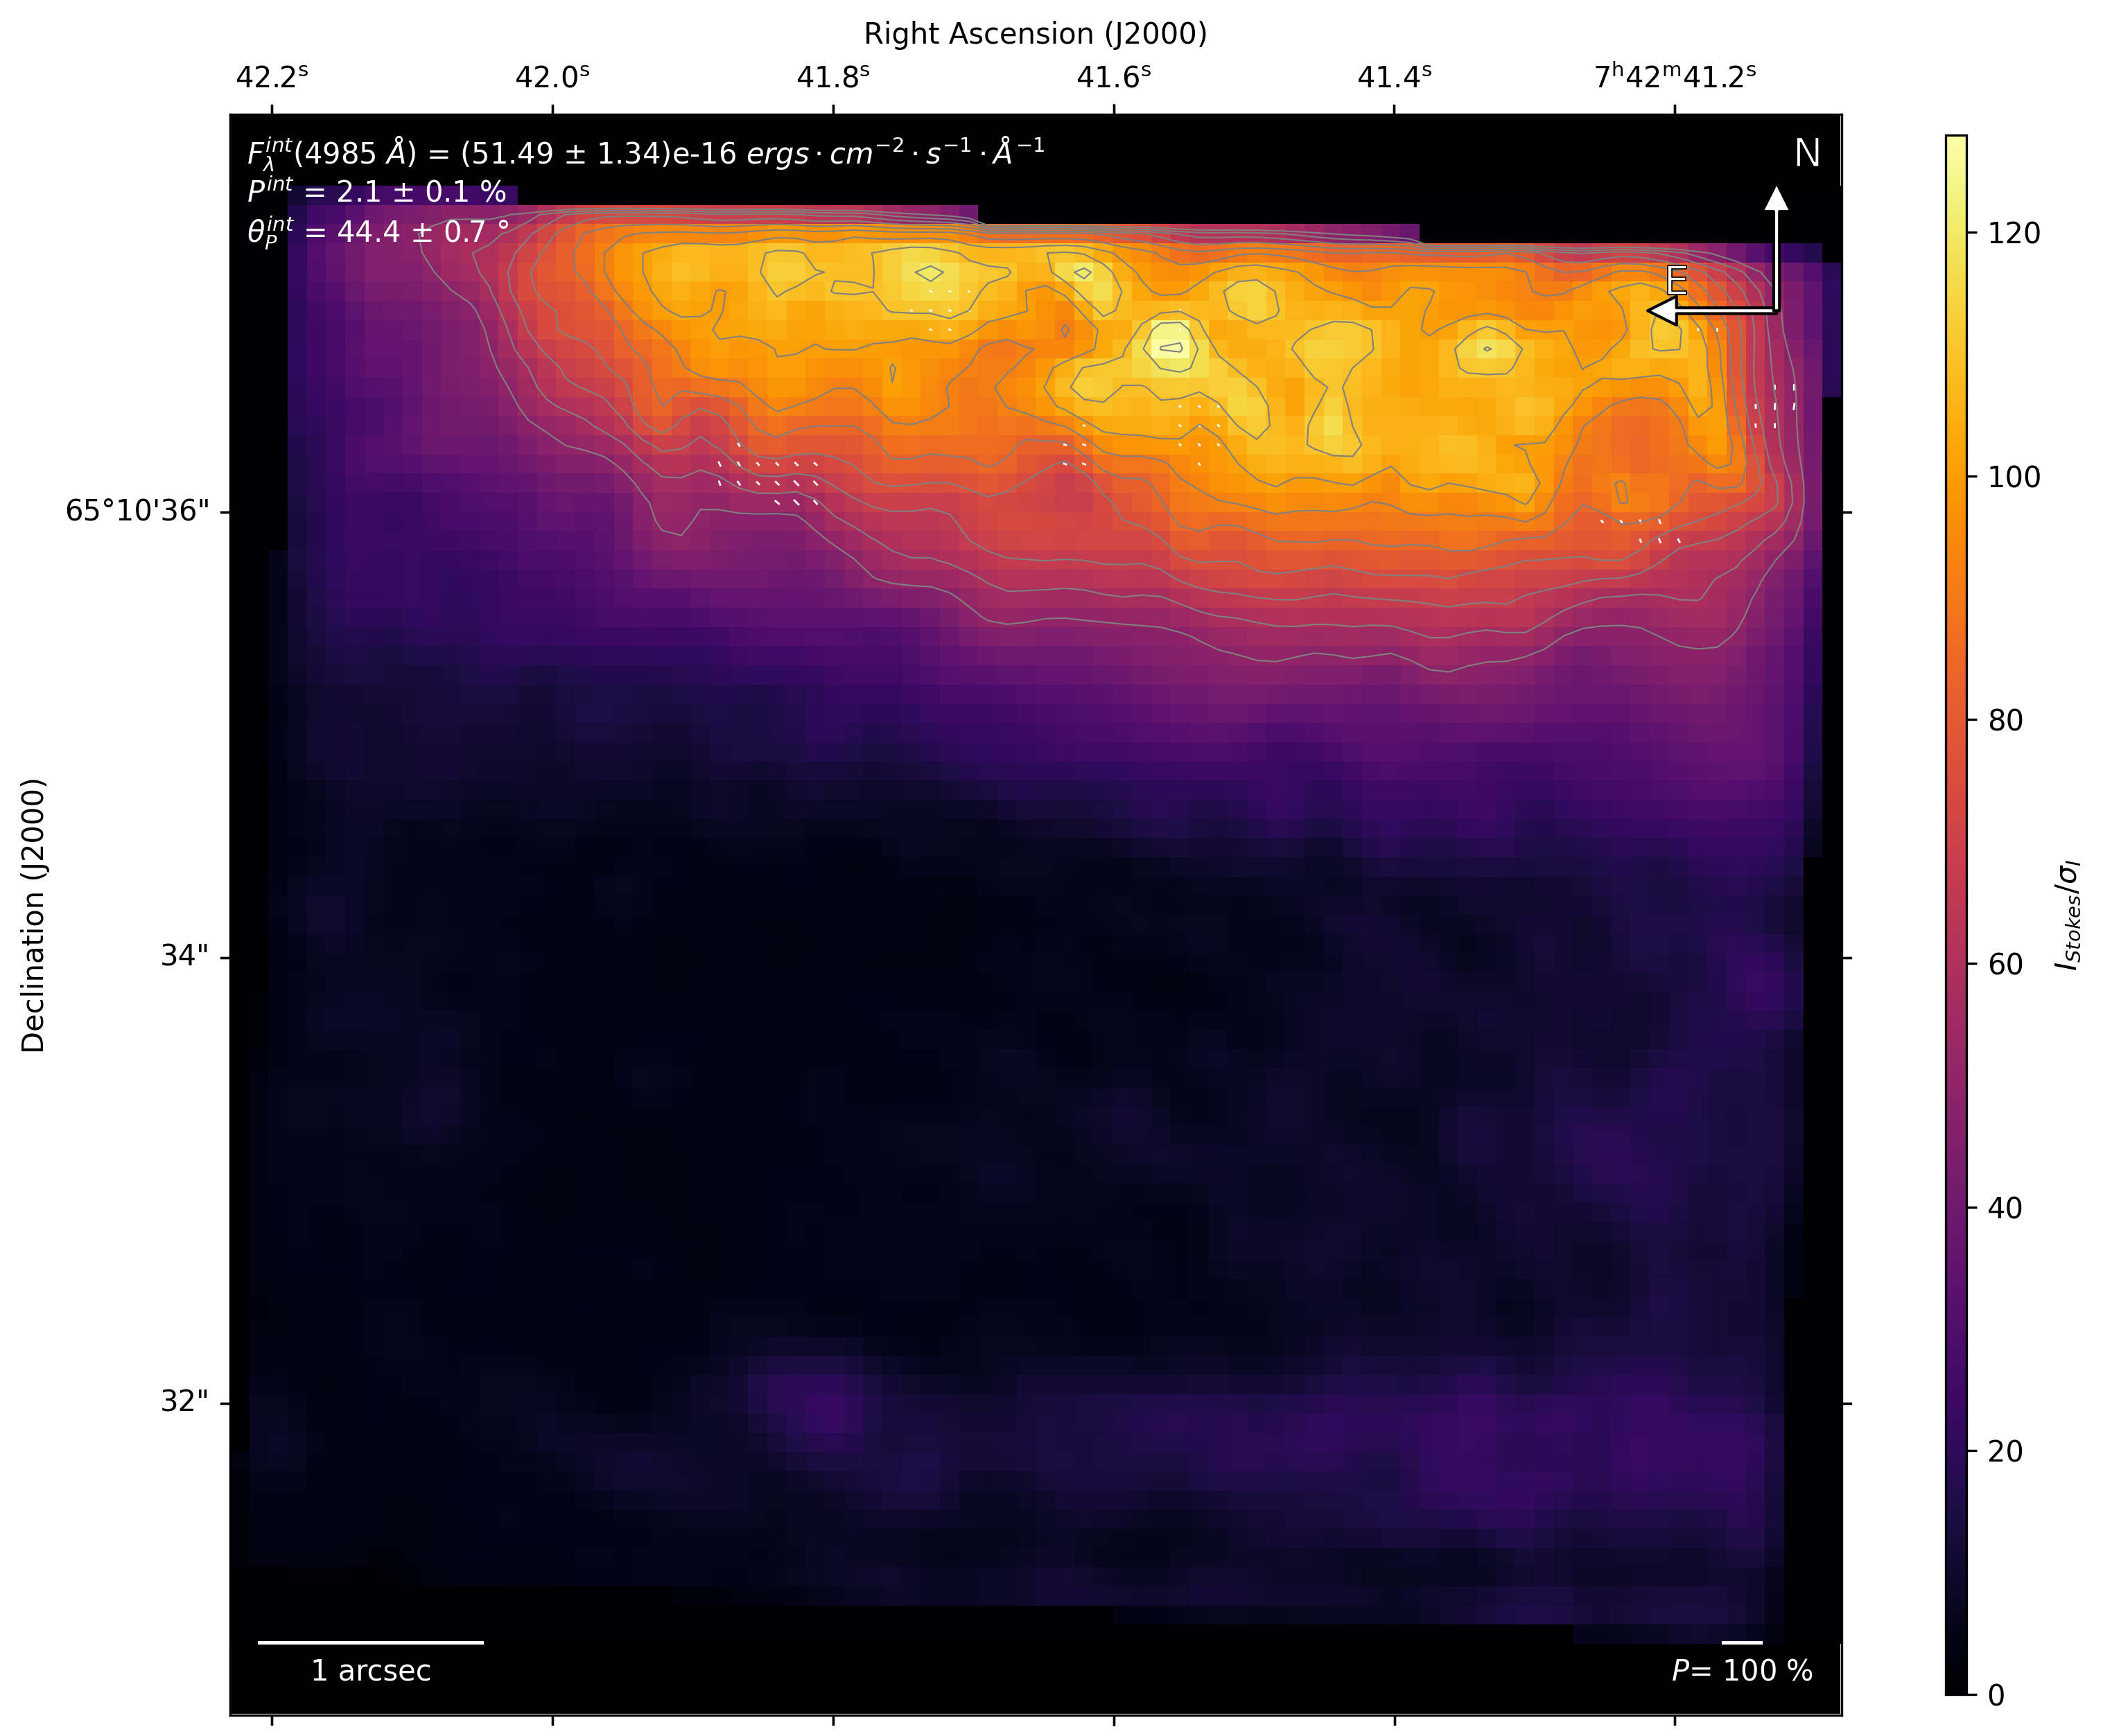 Right Ascension (J2000)
42.2ˢ 42.0ˢ 41.8ˢ 41.6ˢ 41.4ˢ 7ʰ42ᵐ41.2ˢ
F_λ^int(4985 Å) = (51.49 ± 1.34)e-16 ergs · cm⁻² · s⁻¹ · Å⁻¹
P^int = 2.1 ± 0.1 %
θ_P^int = 44.4 ± 0.7 °
N
E
65°10'36"
34"
32"
Declination (J2000)
1 arcsec
P= 100 %
120
100
80
60
40
20
0
I_Stokes/σ_I